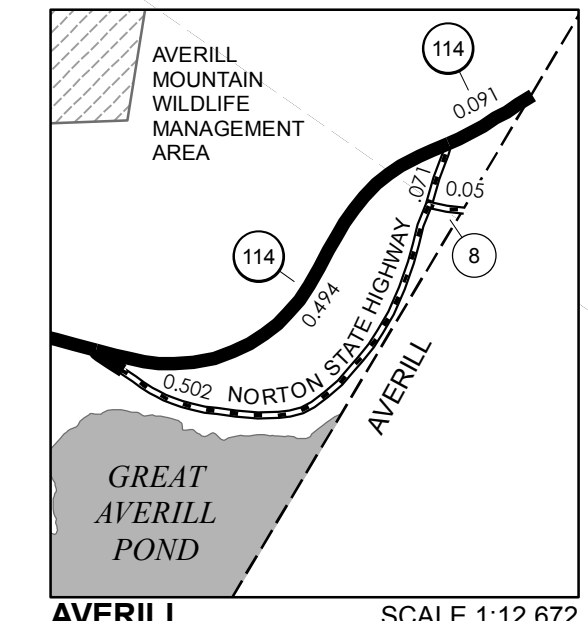 AVERILL
MOUNTAIN
WILDLIFE
MANAGEMENT
AREA
114
0.091
.071
0.05
8
114
0.494
NORTON STATE HIGHWAY
0.502
AVERILL
GREAT
AVERILL
POND
AVERILL
SCALE 1:12,672